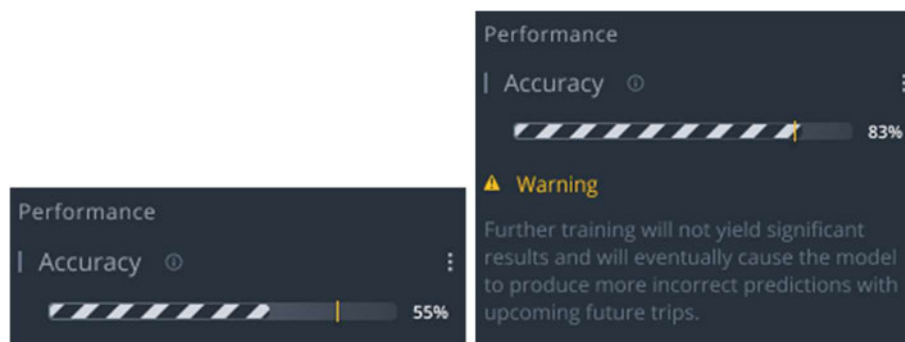 Performance
Accuracy
55%
Performance
Accuracy
83%
Warning
Further training will not yield significant
results and will eventually cause the model
to produce more incorrect predictions with
upcoming future trips.